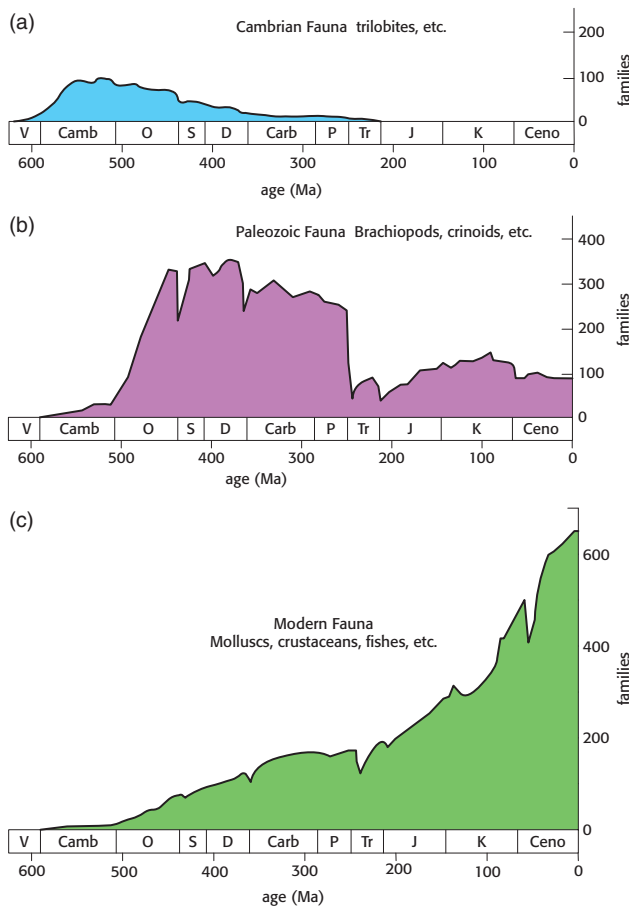 (a)
Cambrian Fauna trilobites, etc.
200
100
0
families
V Camb O S D Carb P Tr J K Ceno
600 500 400 300 200 100 0
age (Ma)
(b)
Paleozoic Fauna Brachiopods, crinoids, etc.
400
300
200
100
0
families
V Camb O S D Carb P Tr J K Ceno
600 500 400 300 200 100 0
age (Ma)
(c)
Modern Fauna
Molluscs, crustaceans, fishes, etc.
600
400
200
0
families
V Camb O S D Carb P Tr J K Ceno
600 500 400 300 200 100 0
age (Ma)